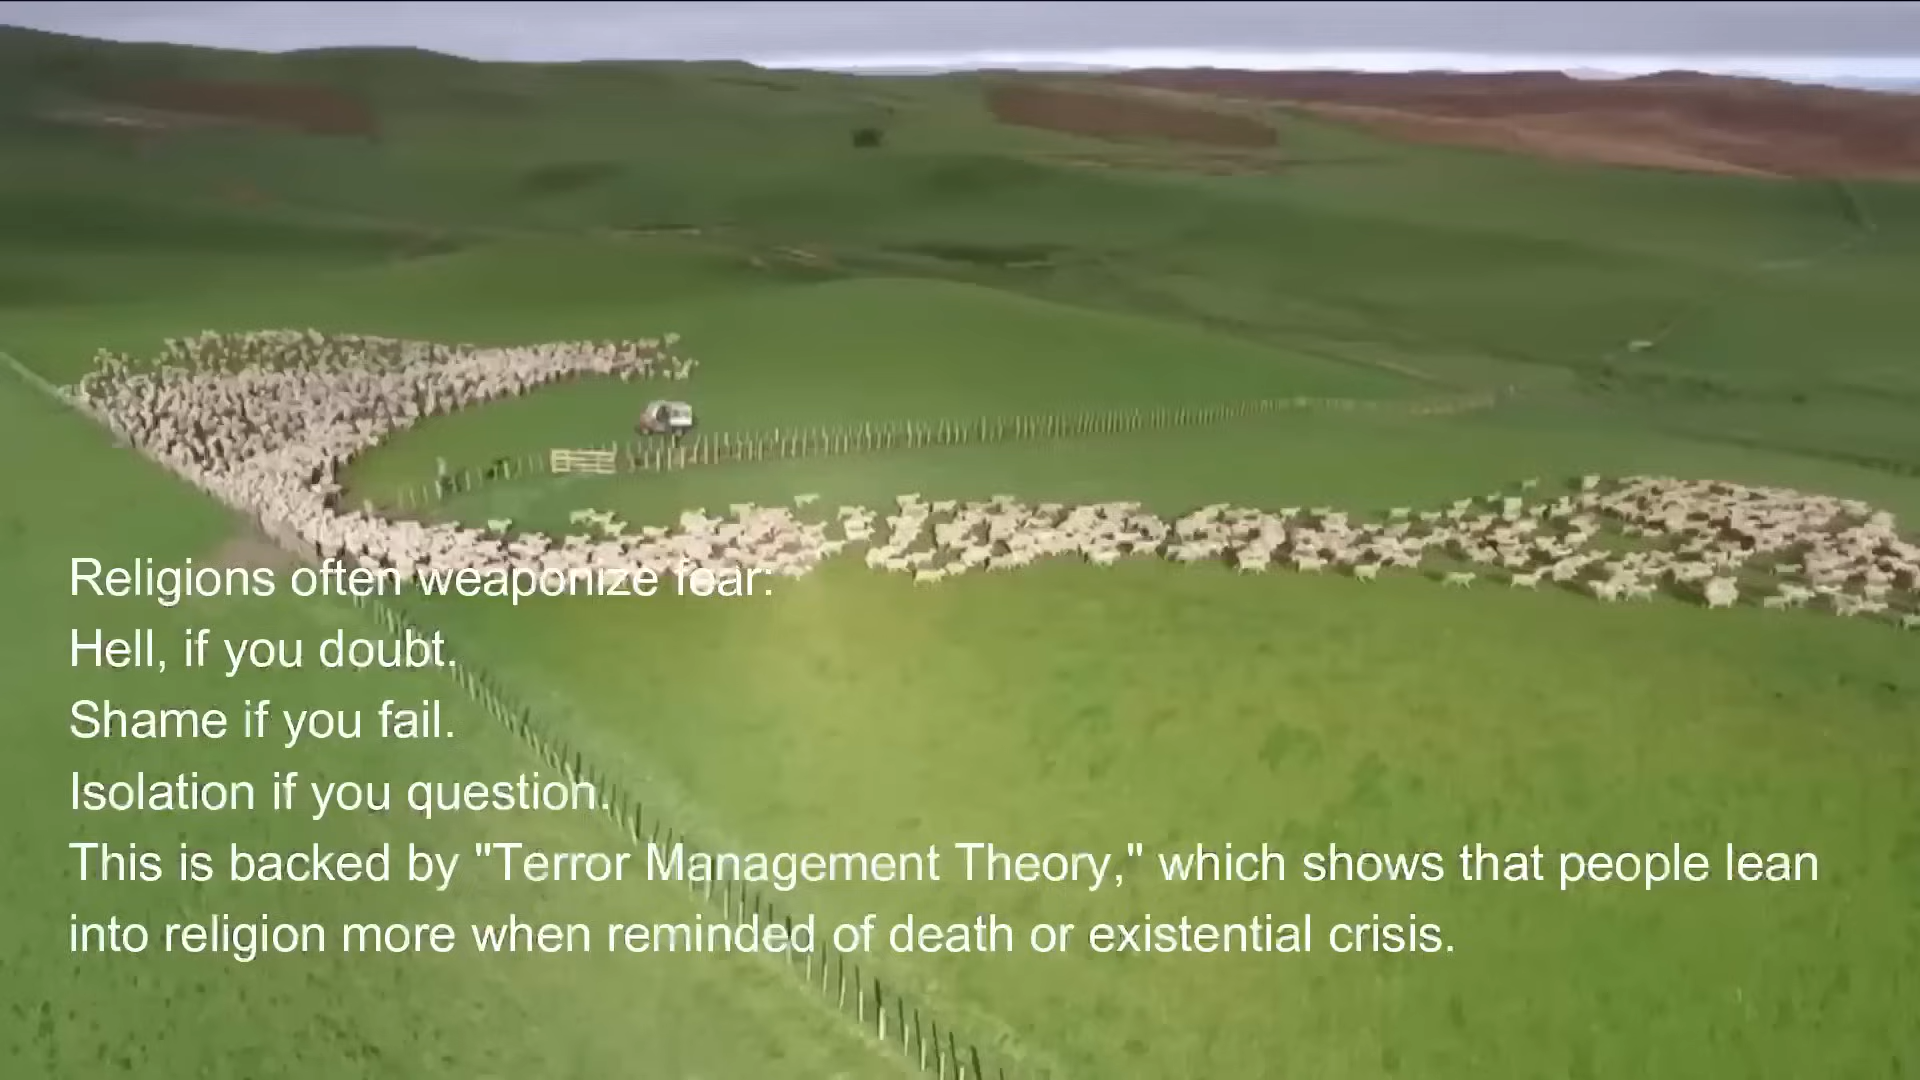 Religions often weaponize fear:
Hell, if you doubt.
Shame if you fail.
Isolation if you question.
This is backed by "Terror Management Theory," which shows that people lean
into religion more when reminded of death or existential crisis.